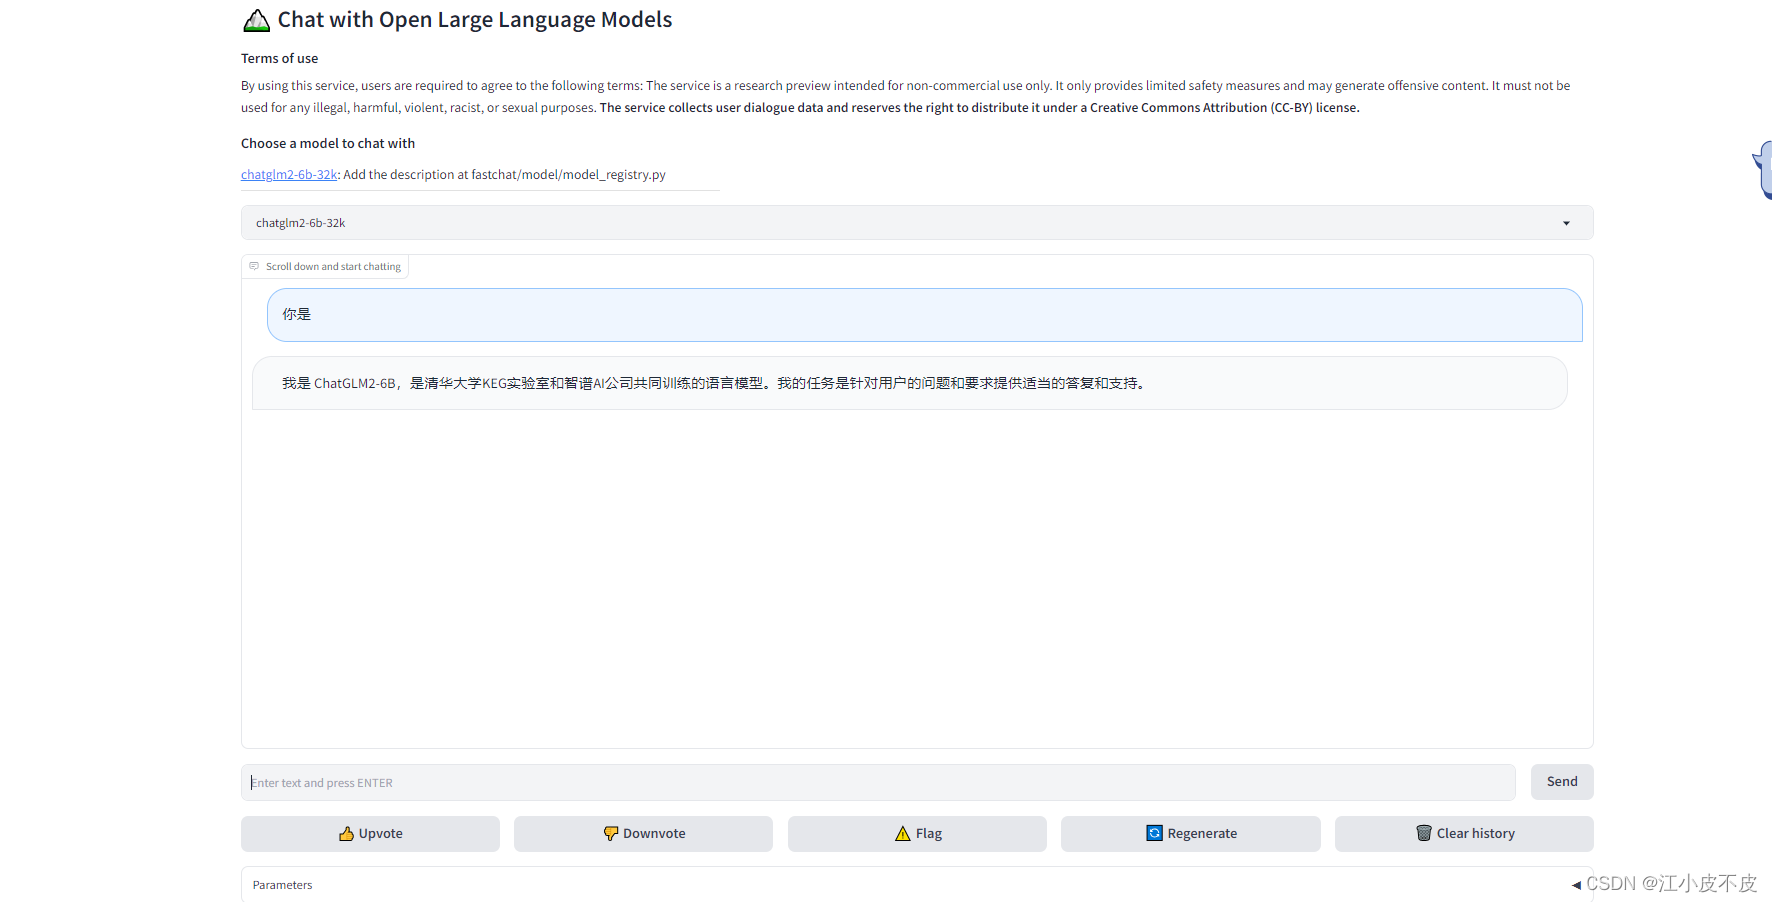 Chat with Open Large Language Models
Terms of use
By using this service, users are required to agree to the following terms: The service is a research preview intended for non-commercial use only. It only provides limited safety measures and may generate offensive content. It must not be
used for any illegal, harmful, violent, racist, or sexual purposes. The service collects user dialogue data and reserves the right to distribute it under a Creative Commons Attribution (CC-BY) license.
Choose a model to chat with
chatglm2-6b-32k: Add the description at fastchat/model/model_registry.py
chatglm2-6b-32k
Scroll down and start chatting
你是
我是 ChatGLM2-6B，是清华大学KEG实验室和智谱AI公司共同训练的语言模型。我的任务是针对用户的问题和要求提供适当的答复和支持。
Enter text and press ENTER
Send
Upvote
Downvote
Flag
Regenerate
Clear history
Parameters
CSDN @江小皮不皮